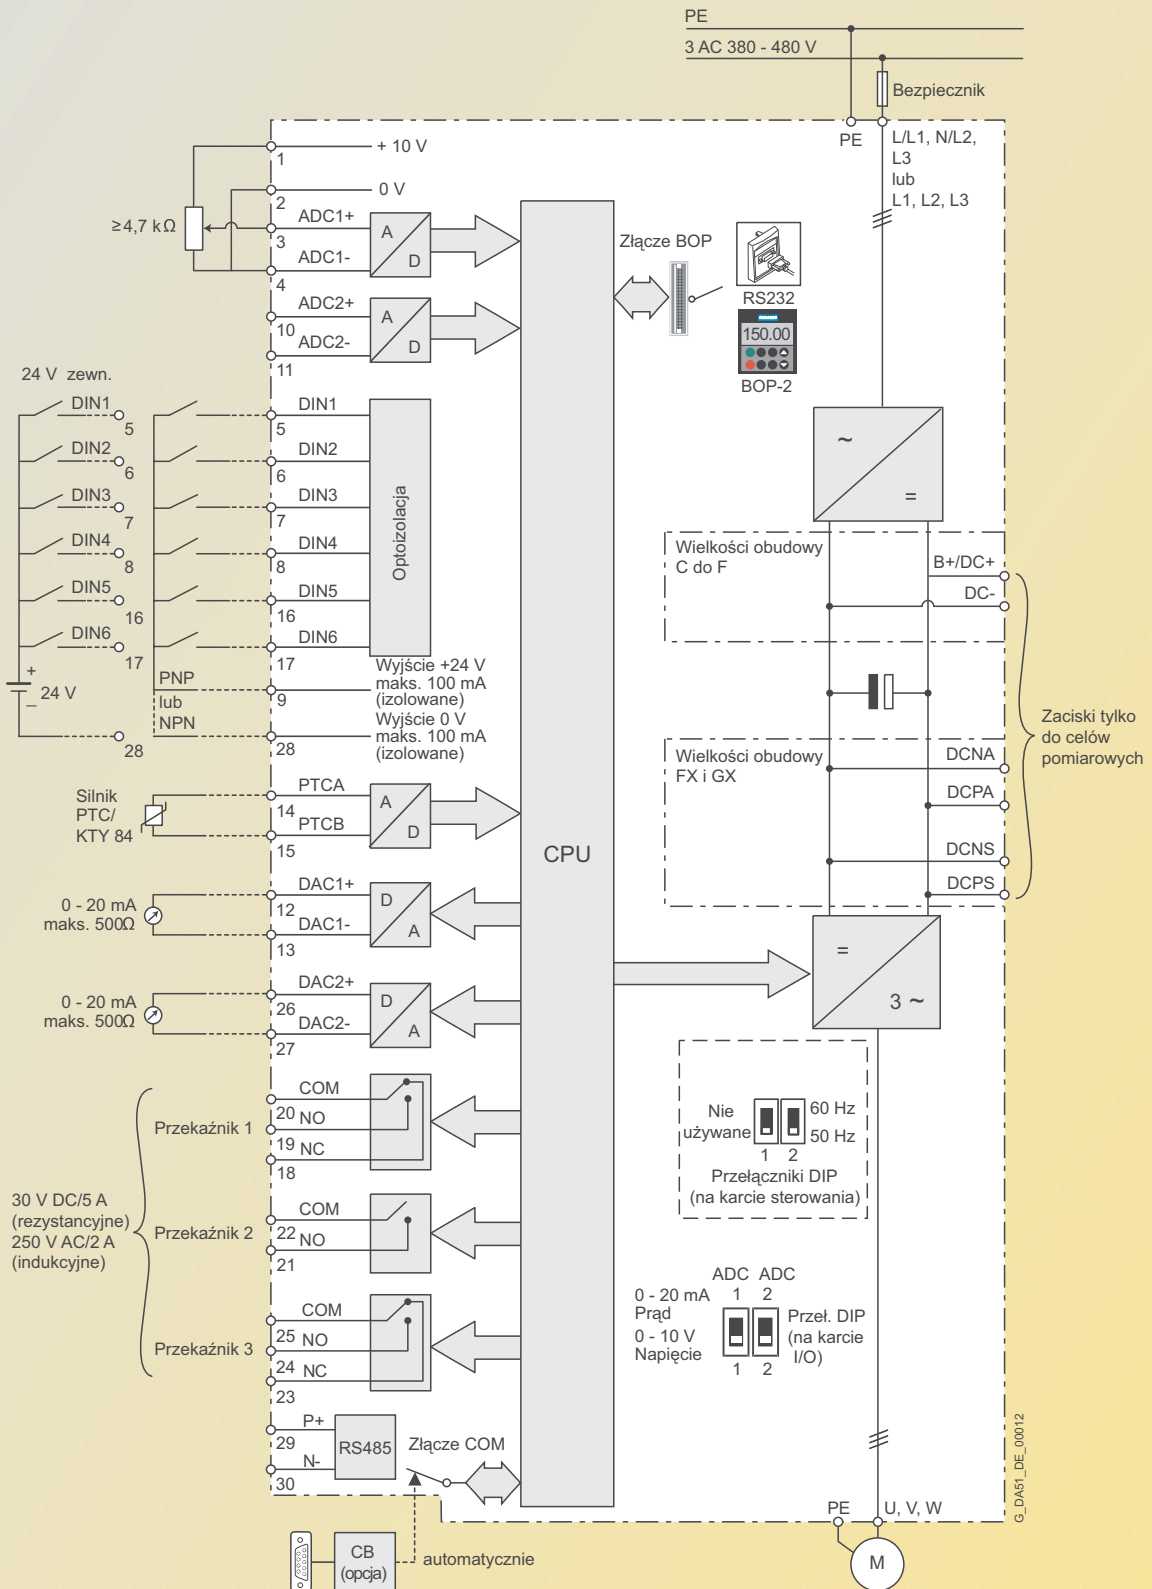 PE
3 AC 380 - 480 V
Bezpiecznik
PE
L/L1, N/L2,
L3
lub
L1, L2, L3
1
+ 10 V
2
0 V
≥4,7 kΩ
ADC1+
3
ADC1-
4
A
D
ADC2+
10
ADC2-
11
A
D
Złącze BOP
RS232
150.00
BOP-2
24 V zewn.
DIN1
5
DIN2
6
DIN3
7
DIN4
8
DIN5
16
DIN6
17
+
24 V
_
28
DIN1
5
DIN2
6
DIN3
7
DIN4
8
DIN5
16
DIN6
17
Optoizolacja
PNP
lub
NPN
9
Wyjście +24 V
maks. 100 mA
(izolowane)
28
Wyjście 0 V
maks. 100 mA
(izolowane)
Silnik
PTC/
KTY 84
PTCA
14
PTCB
15
A
D
CPU
0 - 20 mA
maks. 500Ω
DAC1+
12
DAC1-
13
D
A
0 - 20 mA
maks. 500Ω
DAC2+
26
DAC2-
27
D
A
30 V DC/5 A
(rezystancyjne)
250 V AC/2 A
(indukcyjne)
Przekaźnik 1
COM
20
NO
19
NC
18
Przekaźnik 2
COM
22
NO
21
Przekaźnik 3
COM
25
NO
24
NC
23
P+
29
N-
30
RS485
Złącze COM
CB
(opcja)
automatycznie
~
=
Wielkości obudowy
C do F
B+/DC+
DC-
Wielkości obudowy
FX i GX
DCNA
DCPA
DCNS
DCPS
Zaciski tylko
do celów
pomiarowych
=
3 ~
Nie
używane
60 Hz
50 Hz
1 2
Przełączniki DIP
(na karcie sterowania)
ADC ADC
1 2
0 - 20 mA
Prąd
0 - 10 V
Napięcie
1 2
Przeł. DIP
(na karcie
I/O)
PE
U, V, W
M
G_DA51_DE_00012